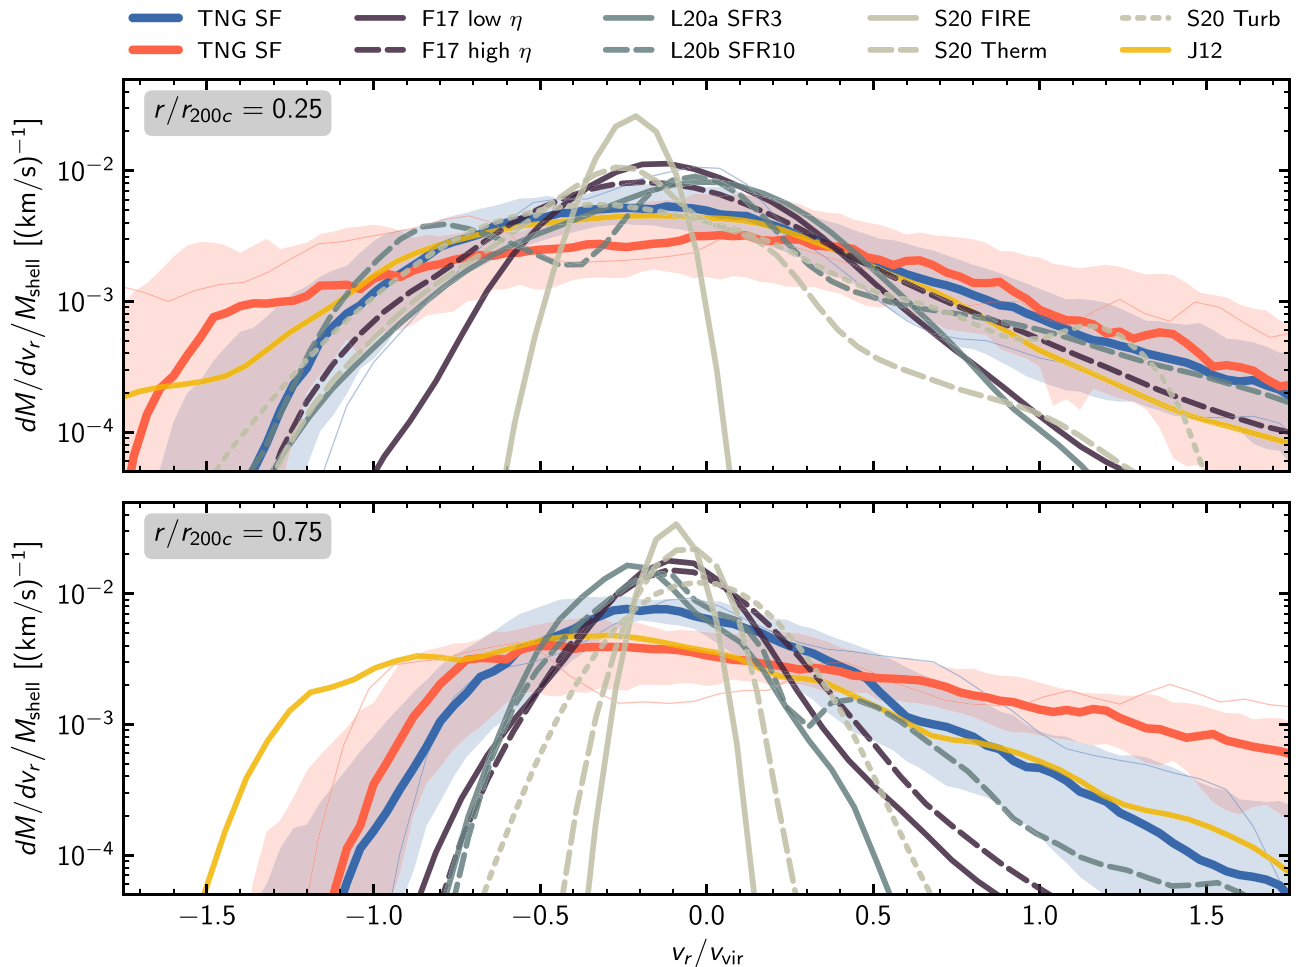 TNG SF F17 low η L20a SFR3 S20 FIRE S20 Turb
TNG SF F17 high η L20b SFR10 S20 Therm J12
r/r200c = 0.25
dM/dvr/Mshell [(km/s)⁻¹]
10⁻²
10⁻³
10⁻⁴
r/r200c = 0.75
dM/dvr/Mshell [(km/s)⁻¹]
10⁻²
10⁻³
10⁻⁴
−1.5 −1.0 −0.5 0.0 0.5 1.0 1.5
vr/vvir